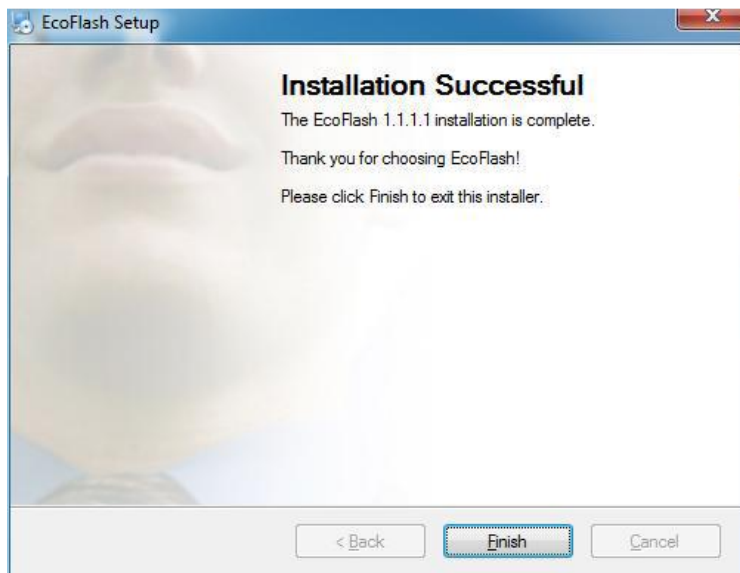 EcoFlash Setup
X
Installation Successful
The EcoFlash 1.1.1.1 installation is complete.
Thank you for choosing EcoFlash!
Please click Finish to exit this installer.
< Back
Finish
Cancel